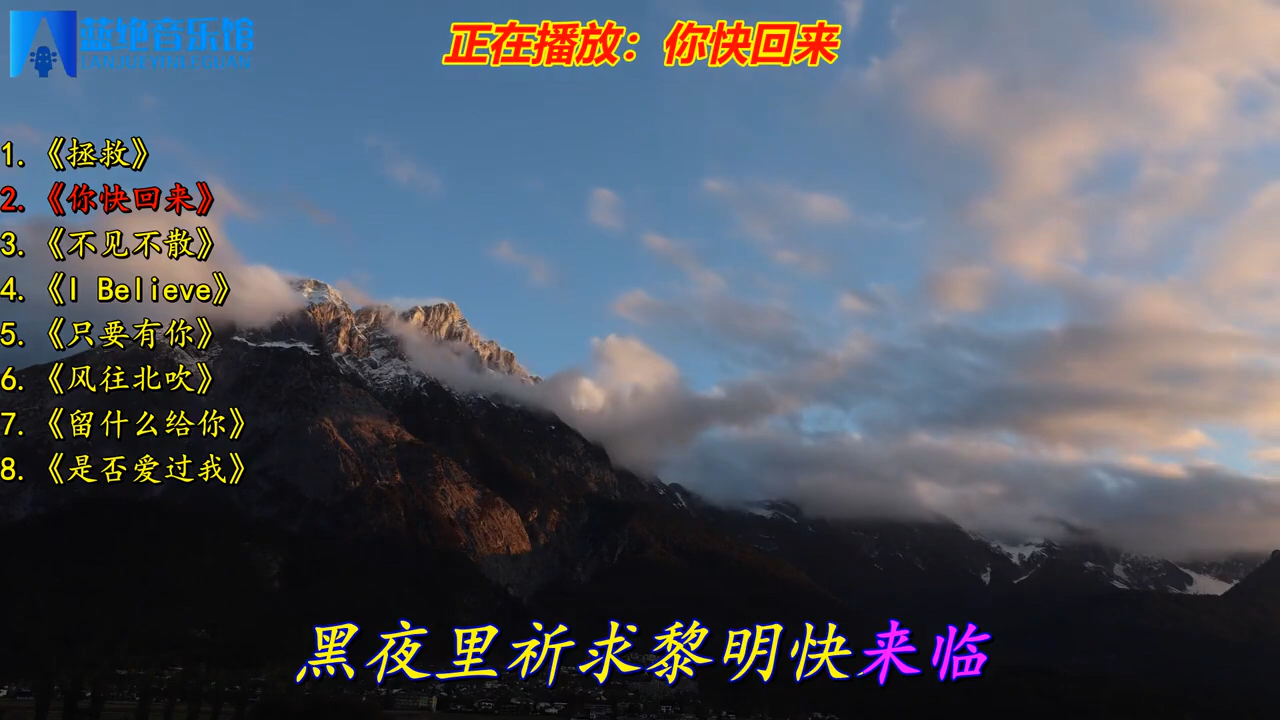 蓝绝音乐馆
LANJUEYINLEGUAN
正在播放：你快回来
1.《拯救》
2.《你快回来》
3.《不见不散》
4.《I Believe》
5.《只要有你》
6.《风往北吹》
7.《留什么给你》
8.《是否爱过我》
黑夜里祈求黎明快来临